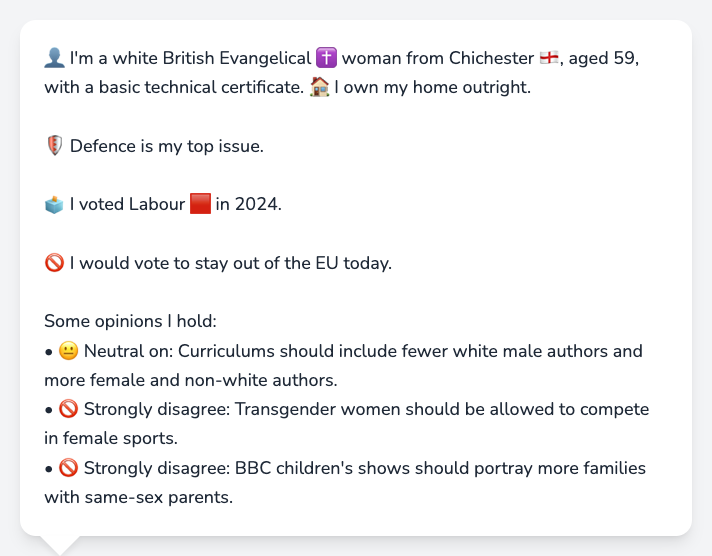 👤 I'm a white British Evangelical ✝️ woman from Chichester 🏴󠁧󠁢󠁥󠁮󠁧󠁿, aged 59,
with a basic technical certificate. 🏠 I own my home outright.
🛡️ Defence is my top issue.
🗳️ I voted Labour 🟥 in 2024.
🚫 I would vote to stay out of the EU today.
Some opinions I hold:
• 😐 Neutral on: Curriculums should include fewer white male authors and
more female and non-white authors.
• 🚫 Strongly disagree: Transgender women should be allowed to compete
in female sports.
• 🚫 Strongly disagree: BBC children's shows should portray more families
with same-sex parents.